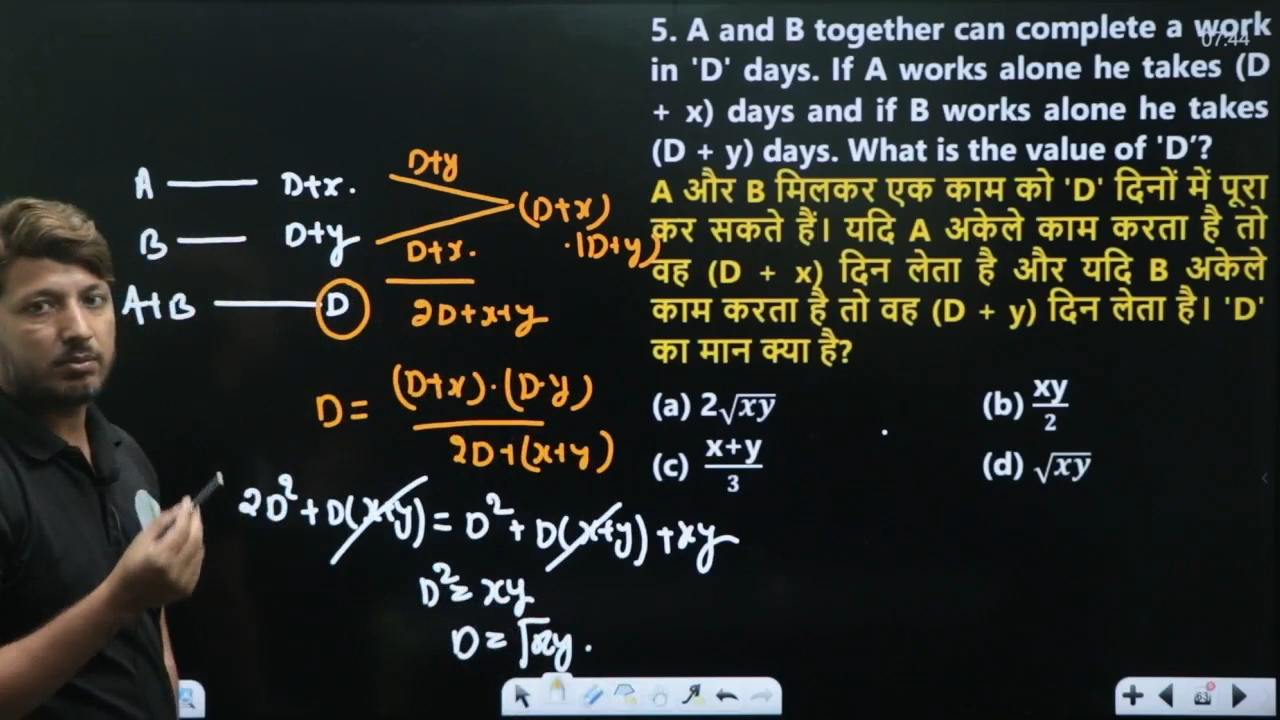 5. A and B together can complete a work
07:44
in 'D' days. If A works alone he takes (D
+ x) days and if B works alone he takes
(D + y) days. What is the value of 'D'?
A और B मिलकर एक काम को 'D' दिनों में पूरा
कर सकते हैं। यदि A अकेले काम करता है तो
वह (D + x) दिन लेता है और यदि B अकेले
काम करता है तो वह (D + y) दिन लेता है। 'D'
का मान क्या है?
(a) 2√xy
(b) xy/2
(c) x+y/3
(d) √xy
A — D+x.
B — D+y
A+B — D
D+y
D+x.
(D+x)
·(D+y)
2D+x+y
D = (D+x)·(D·y)
2D+(x+y)
2D²+D(x+y) = D²+D(x+y)+xy
D² = xy
D = √xy.
63